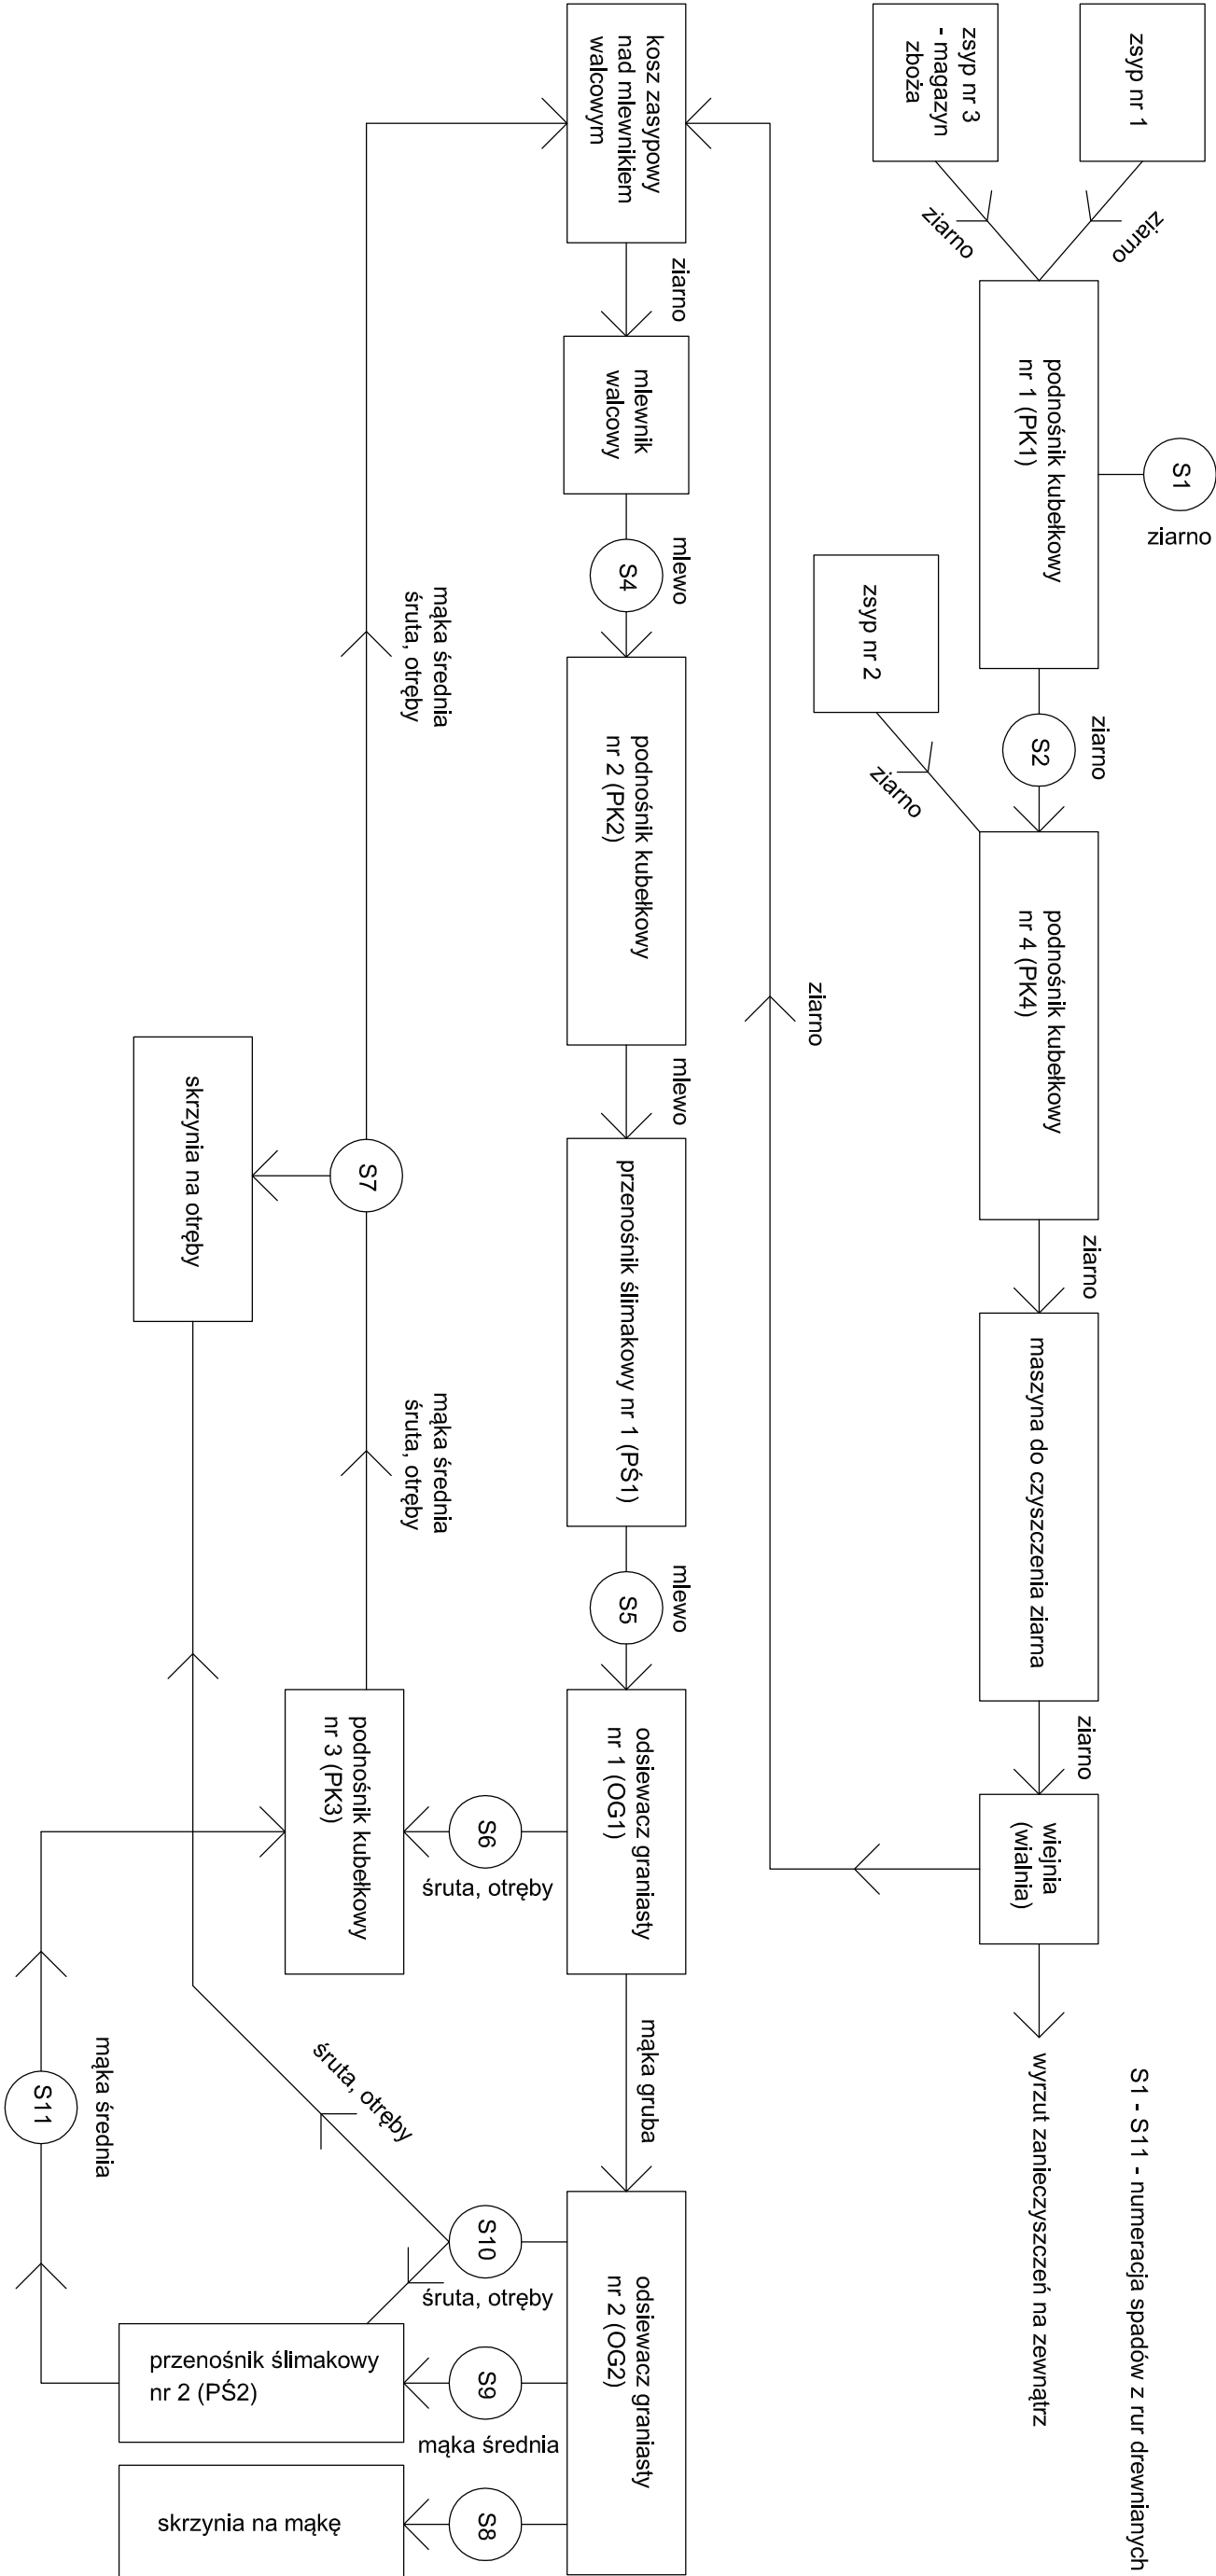 S1 - S11 - numeracja spadów z rur drewnianych
zsyp nr 1
ziarno
zsyp nr 3
- magazyn
zboża
ziarno
podnośnik kubełkowy
nr 1 (PK1)
S1
ziarno
S2
ziarno
zsyp nr 2
ziarno
podnośnik kubełkowy
nr 4 (PK4)
ziarno
maszyna do czyszczenia ziarna
ziarno
wiejnia
(wialnia)
wyrzut zanieczyszczeń na zewnątrz
ziarno
kosz zasypowy
nad mlewnikiem
walcowym
ziarno
mlewnik
walcowy
S4
mlewo
podnośnik kubełkowy
nr 2 (PK2)
mlewo
przenośnik ślimakowy nr 1 (PŚ1)
S5
mlewo
odsiewacz graniasty
nr 1 (OG1)
mąka gruba
odsiewacz graniasty
nr 2 (OG2)
mąka średnia
śruta, otręby
S7
mąka średnia
śruta, otręby
podnośnik kubełkowy
nr 3 (PK3)
S6
śruta, otręby
skrzynia na otręby
śruta, otręby
S10
śruta, otręby
S9
mąka średnia
S8
S11
mąka średnia
przenośnik ślimakowy
nr 2 (PŚ2)
skrzynia na mąkę